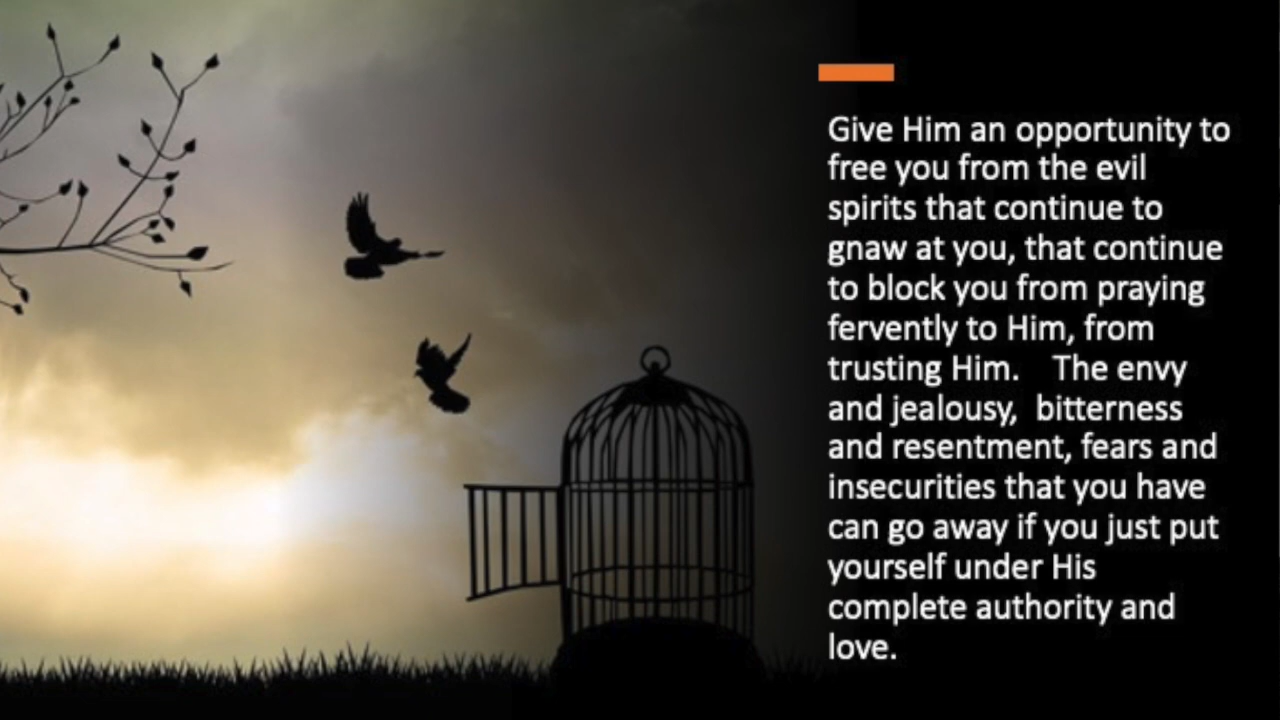 Give Him an opportunity to
free you from the evil
spirits that continue to
gnaw at you, that continue
to block you from praying
fervently to Him, from
trusting Him.    The envy
and jealousy,  bitterness
and resentment, fears and
insecurities that you have
can go away if you just put
yourself under His
complete authority and
love.